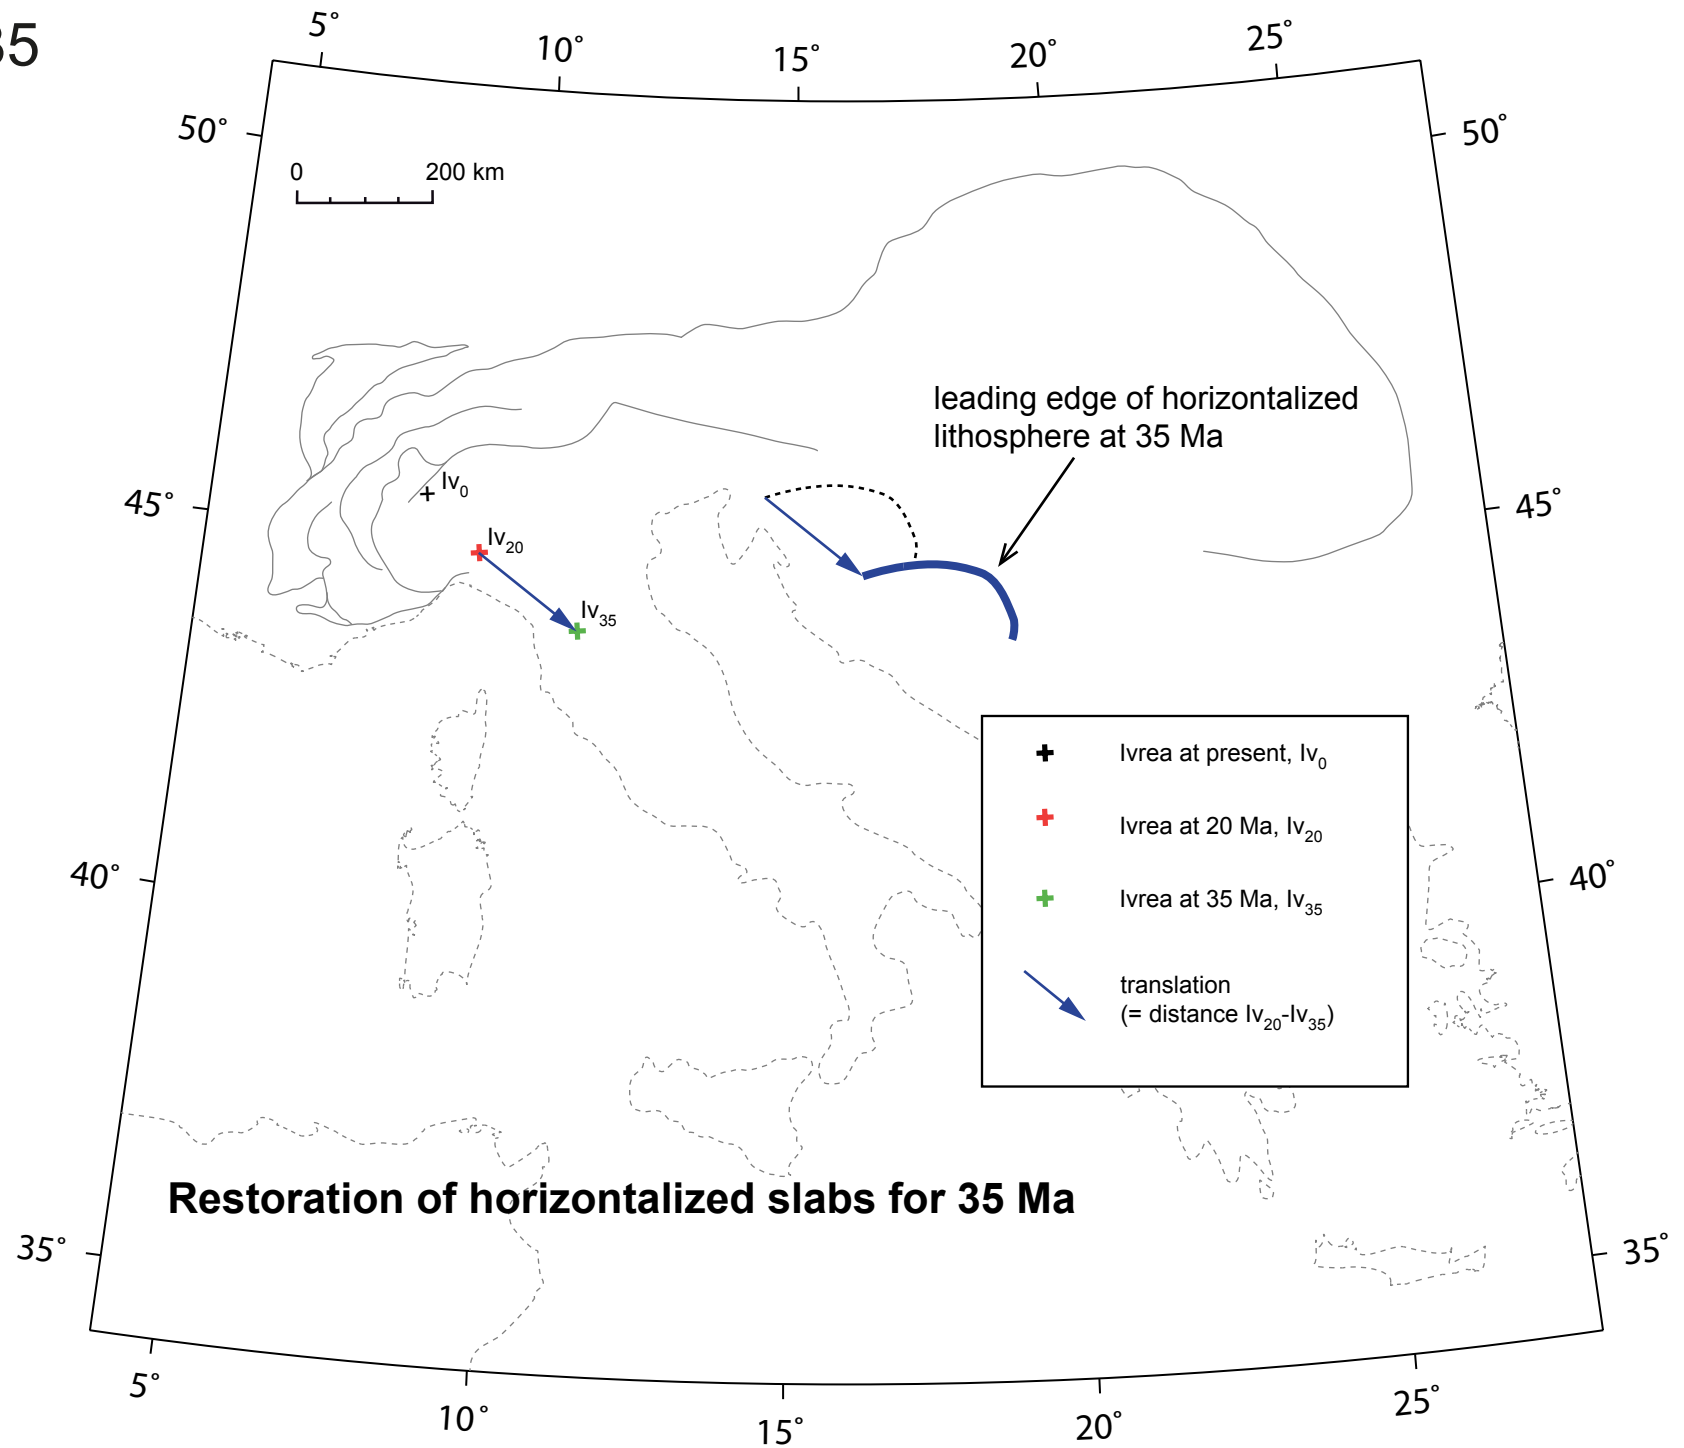 35
5°
10°
15°
20°
25°
50°
50°
0 200 km
leading edge of horizontalized
lithosphere at 35 Ma
45°
45°
Iv0
Iv20
Iv35
Ivrea at present, Iv0
Ivrea at 20 Ma, Iv20
Ivrea at 35 Ma, Iv35
translation
(= distance Iv20-Iv35)
40°
40°
Restoration of horizontalized slabs for 35 Ma
35°
35°
5°
10°
15°
20°
25°